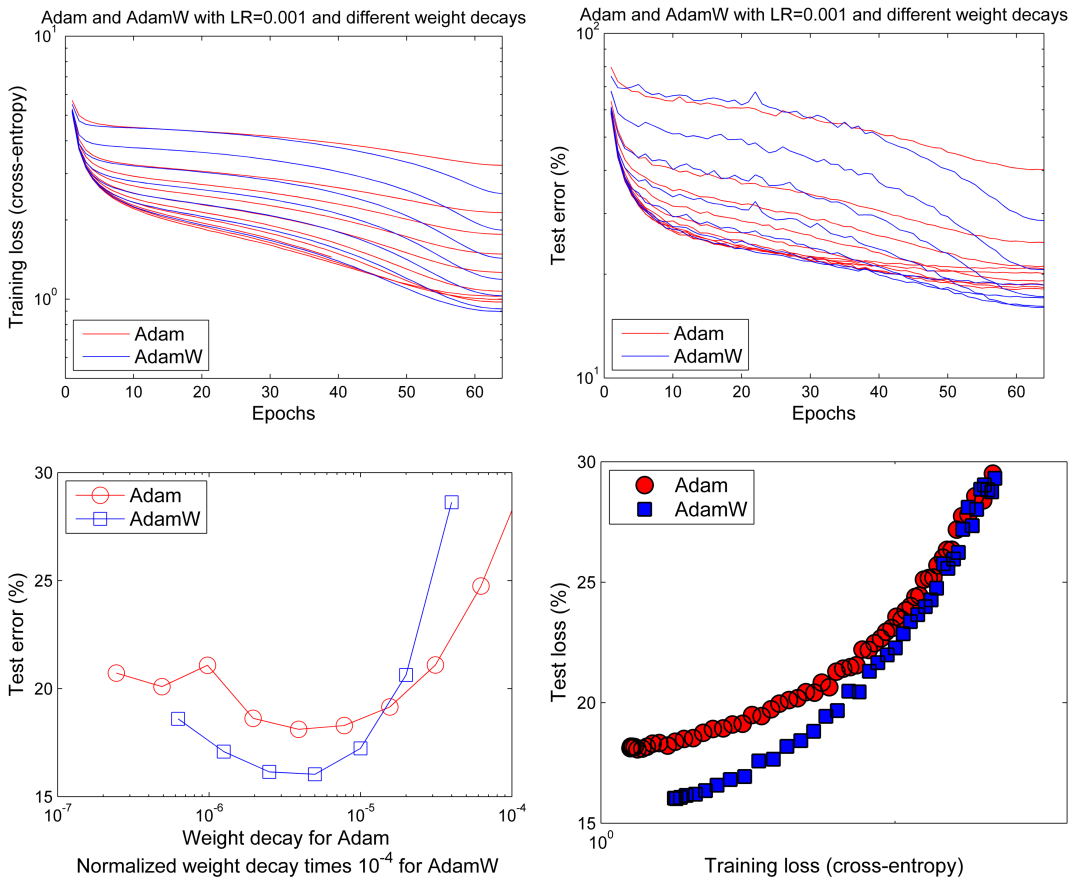 Adam and AdamW with LR=0.001 and different weight decays
10^1
10^0
Training loss (cross-entropy)
0 10 20 30 40 50 60
Epochs
Adam
AdamW
Adam and AdamW with LR=0.001 and different weight decays
10^2
10^1
Test error (%)
0 10 20 30 40 50 60
Epochs
Adam
AdamW
30
25
20
15
Test error (%)
Adam
AdamW
10^-7 10^-6 10^-5 10^-4
Weight decay for Adam
Normalized weight decay times 10^-4 for AdamW
30
25
20
15
Test loss (%)
Adam
AdamW
10^0
Training loss (cross-entropy)